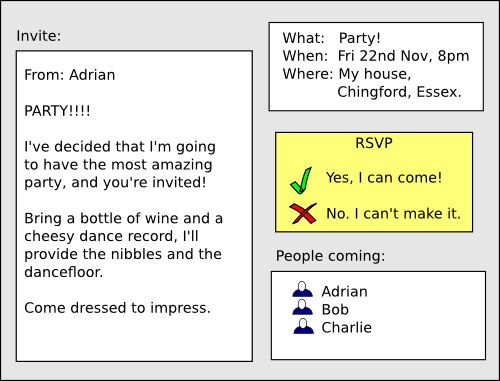 Invite:
From: Adrian
PARTY!!!!
I've decided that I'm going
to have the most amazing
party, and you're invited!
Bring a bottle of wine and a
cheesy dance record, I'll
provide the nibbles and the
dancefloor.
Come dressed to impress.
What: Party!
When: Fri 22nd Nov, 8pm
Where: My house,
Chingford, Essex.
RSVP
Yes, I can come!
No. I can't make it.
People coming:
Adrian
Bob
Charlie